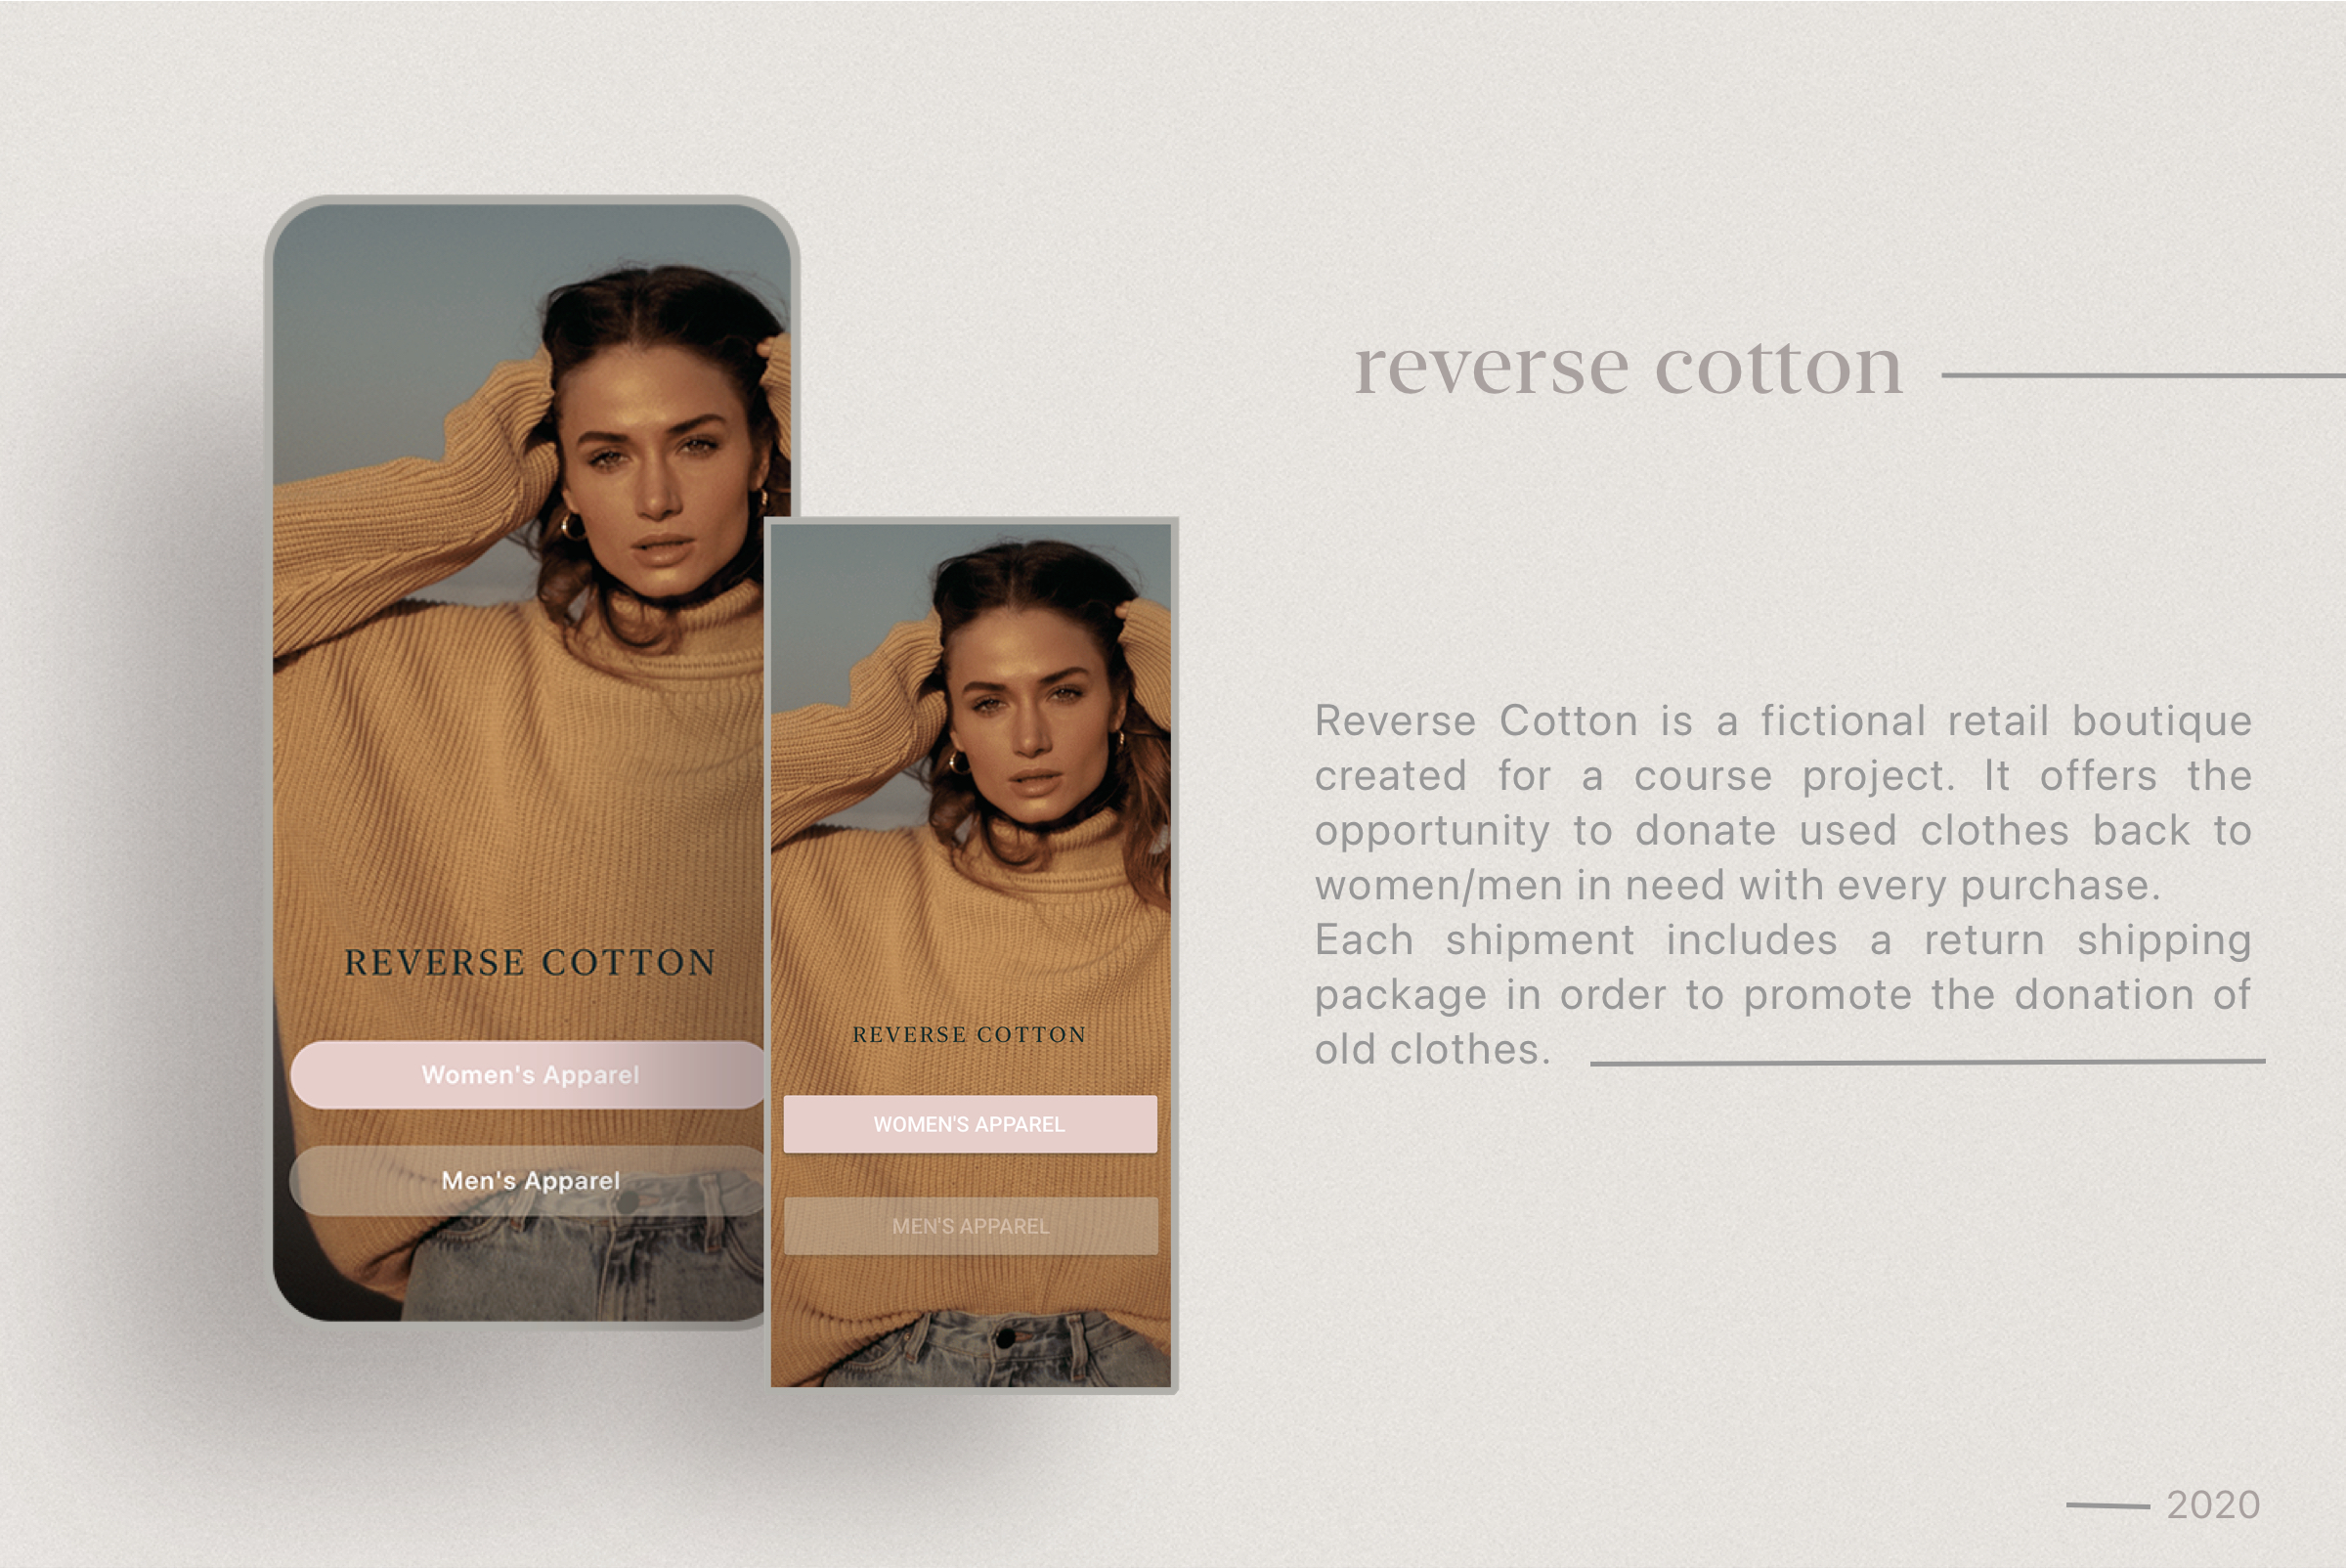 REVERSE COTTON
Women's Apparel
Men's Apparel
REVERSE COTTON
WOMEN'S APPAREL
MEN'S APPAREL
reverse cotton
Reverse Cotton is a fictional retail boutique
created for a course project. It offers the
opportunity to donate used clothes back to
women/men in need with every purchase.
Each shipment includes a return shipping
package in order to promote the donation of
old clothes.
2020